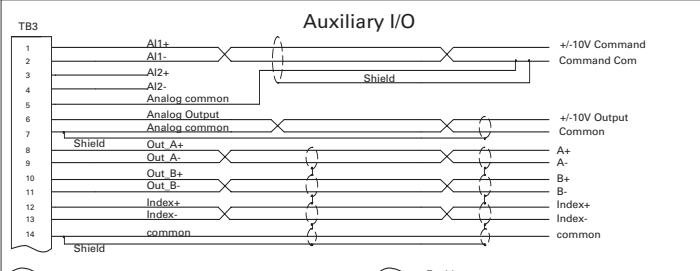 Auxiliary I/O
TB3
1 AI1+ +/-10V Command
2 AI1- Command Com
3 AI2+
Shield
4 AI2-
5 Analog common
6 Analog Output +/-10V Output
7 Analog common Common
Shield
8 Out_A+ A+
9 Out_A- A-
10 Out_B+ B+
11 Out_B- B-
12 Index+ Index+
13 Index- Index-
14 common common
Shield